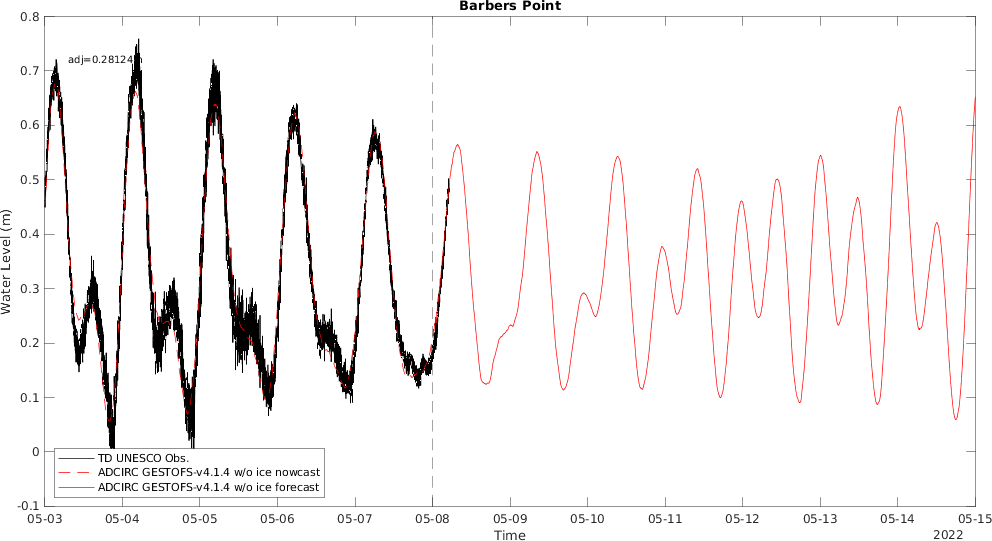 Barbers Point
0.8
0.7
0.6
0.5
0.4
0.3
0.2
0.1
0
-0.1
Water Level (m)
adj=0.28124m
TD UNESCO Obs.
ADCIRC GESTOFS-v4.1.4 w/o ice nowcast
ADCIRC GESTOFS-v4.1.4 w/o ice forecast
05-03 05-04 05-05 05-06 05-07 05-08 05-09 05-10 05-11 05-12 05-13 05-14 05-15
Time
2022